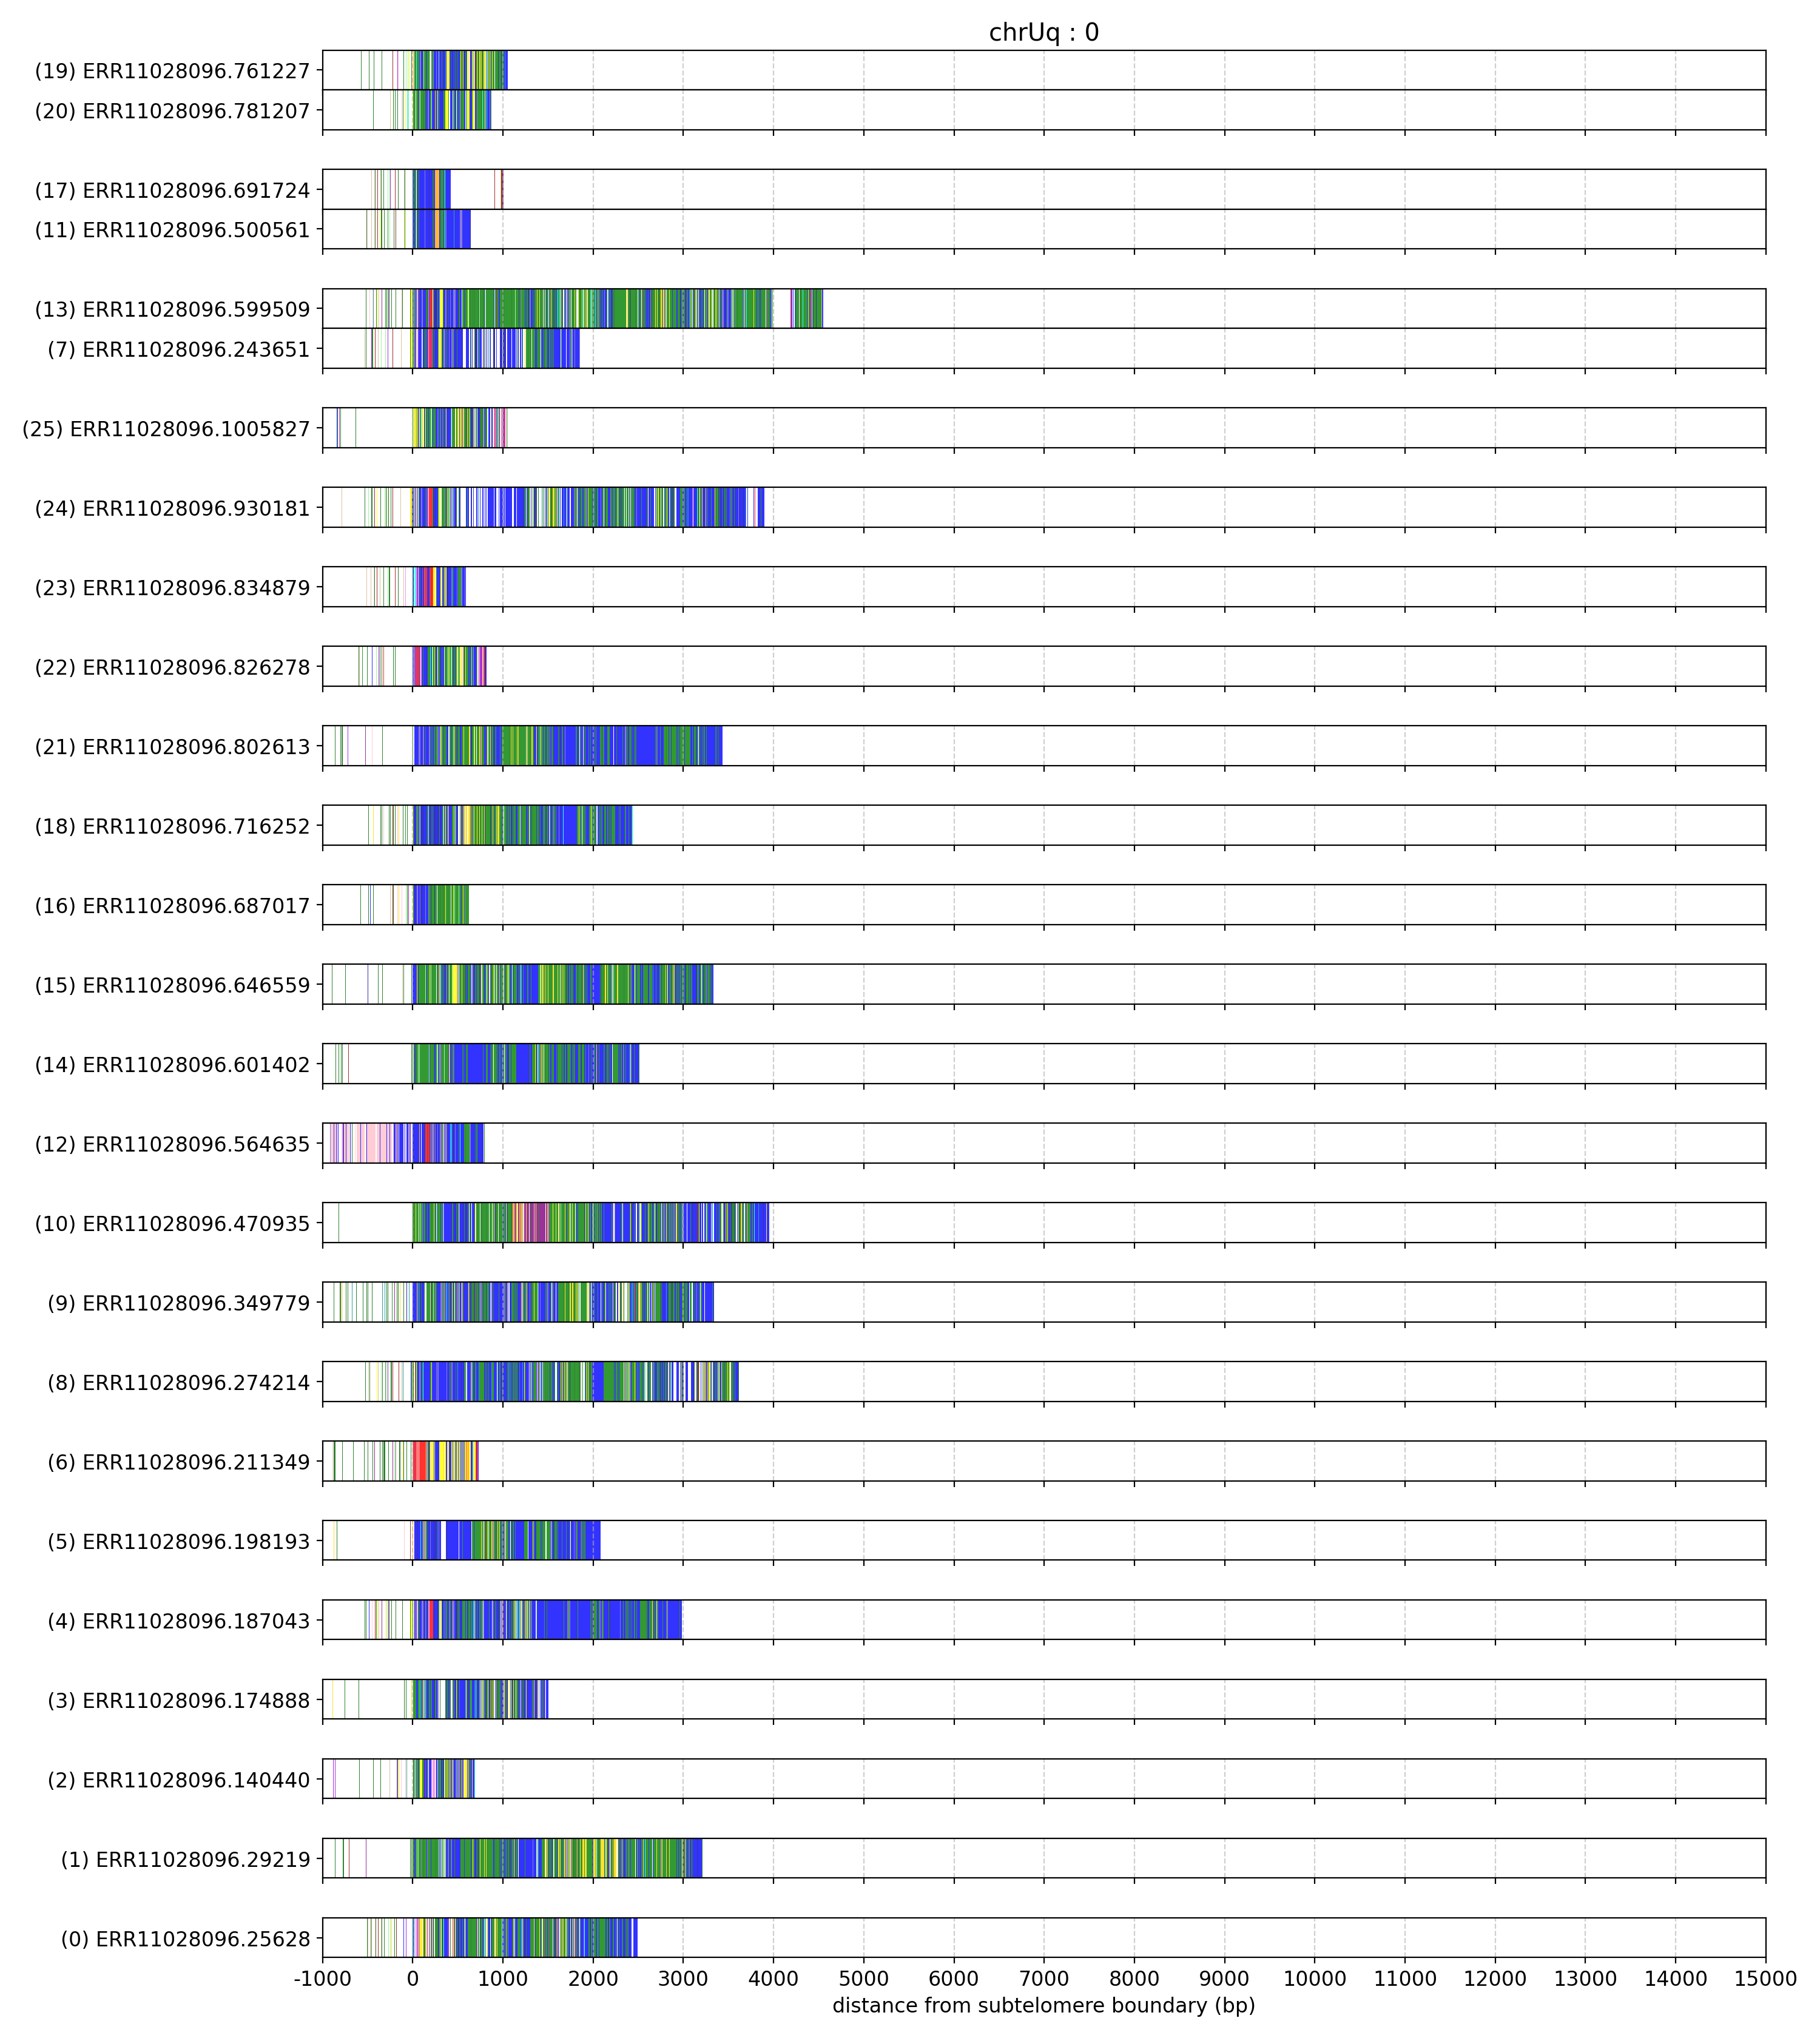 chrUq : 0
(19) ERR11028096.761227
(20) ERR11028096.781207
(17) ERR11028096.691724
(11) ERR11028096.500561
(13) ERR11028096.599509
(7) ERR11028096.243651
(25) ERR11028096.1005827
(24) ERR11028096.930181
(23) ERR11028096.834879
(22) ERR11028096.826278
(21) ERR11028096.802613
(18) ERR11028096.716252
(16) ERR11028096.687017
(15) ERR11028096.646559
(14) ERR11028096.601402
(12) ERR11028096.564635
(10) ERR11028096.470935
(9) ERR11028096.349779
(8) ERR11028096.274214
(6) ERR11028096.211349
(5) ERR11028096.198193
(4) ERR11028096.187043
(3) ERR11028096.174888
(2) ERR11028096.140440
(1) ERR11028096.29219
(0) ERR11028096.25628
-1000 0 1000 2000 3000 4000 5000 6000 7000 8000 9000 10000 11000 12000 13000 14000 15000
distance from subtelomere boundary (bp)